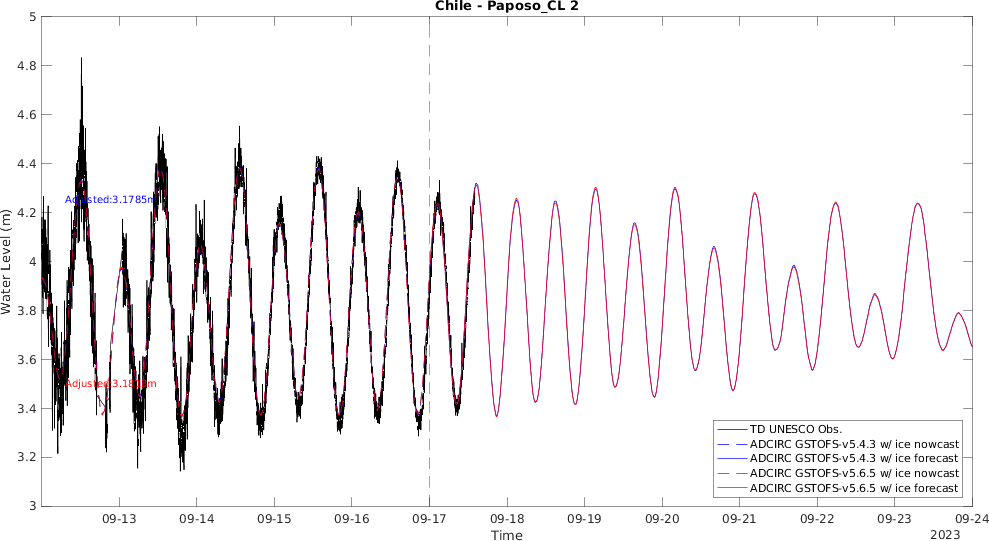 Chile - Paposo_CL 2
5
4.8
4.6
4.4
4.2
4
3.8
3.6
3.4
3.2
3
Water Level (m)
Adjusted:3.1785m
TD UNESCO Obs.
ADCIRC GSTOFS-v5.4.3 w/ ice nowcast
ADCIRC GSTOFS-v5.4.3 w/ ice forecast
ADCIRC GSTOFS-v5.6.5 w/ ice nowcast
ADCIRC GSTOFS-v5.6.5 w/ ice forecast
09-13 09-14 09-15 09-16 09-17 09-18 09-19 09-20 09-21 09-22 09-23 09-24
Time
2023